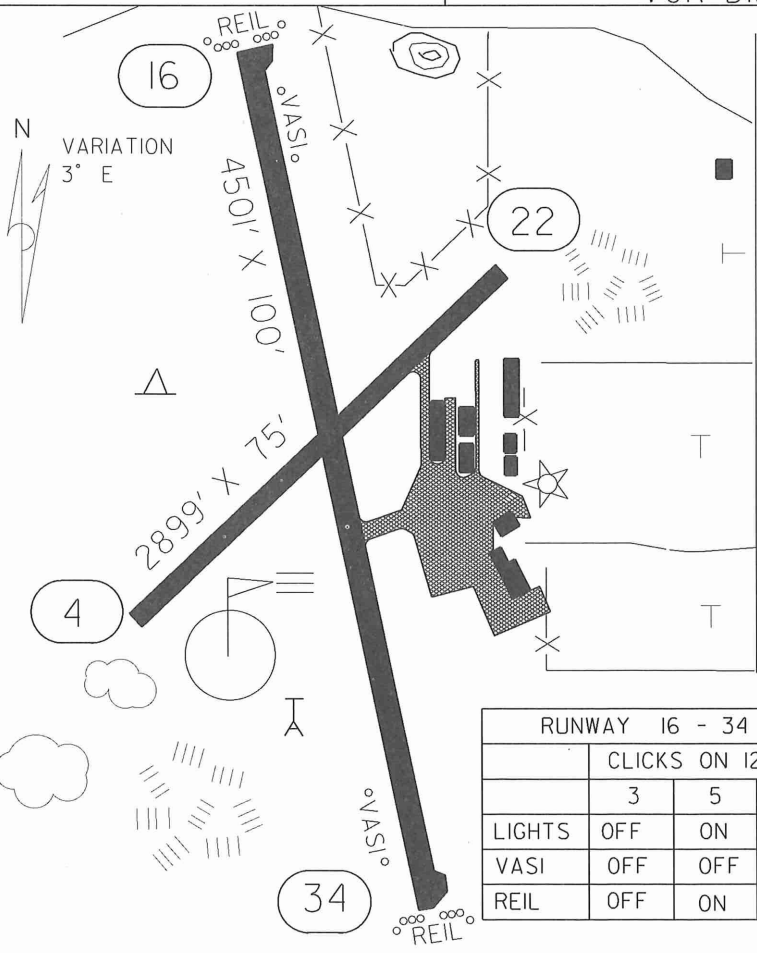 REIL
16
VASI
N
VARIATION
3° E
4501' X 100'
22
2899' X 75'
4
VASI
34
REIL
RUNWAY 16 - 34
CLICKS ON 12
3 5
LIGHTS OFF ON
VASI OFF OFF
REIL OFF ON